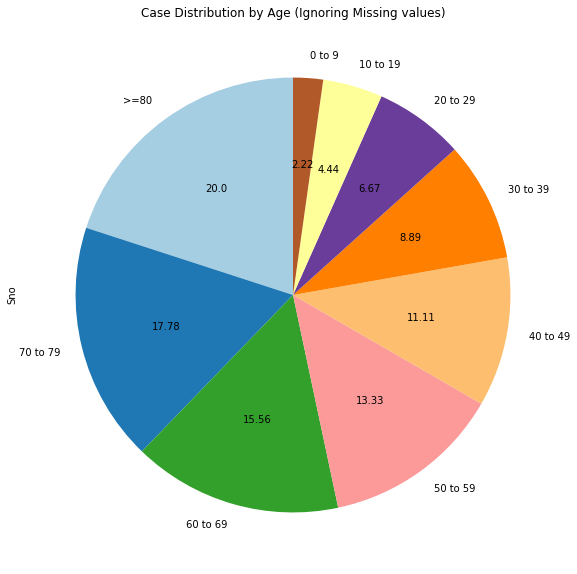 Case Distribution by Age (Ignoring Missing values)
0 to 9
10 to 19
>=80
20 to 29
2.22
4.44
20.0
6.67
30 to 39
8.89
Sno
11.11
17.78
40 to 49
70 to 79
13.33
15.56
50 to 59
60 to 69